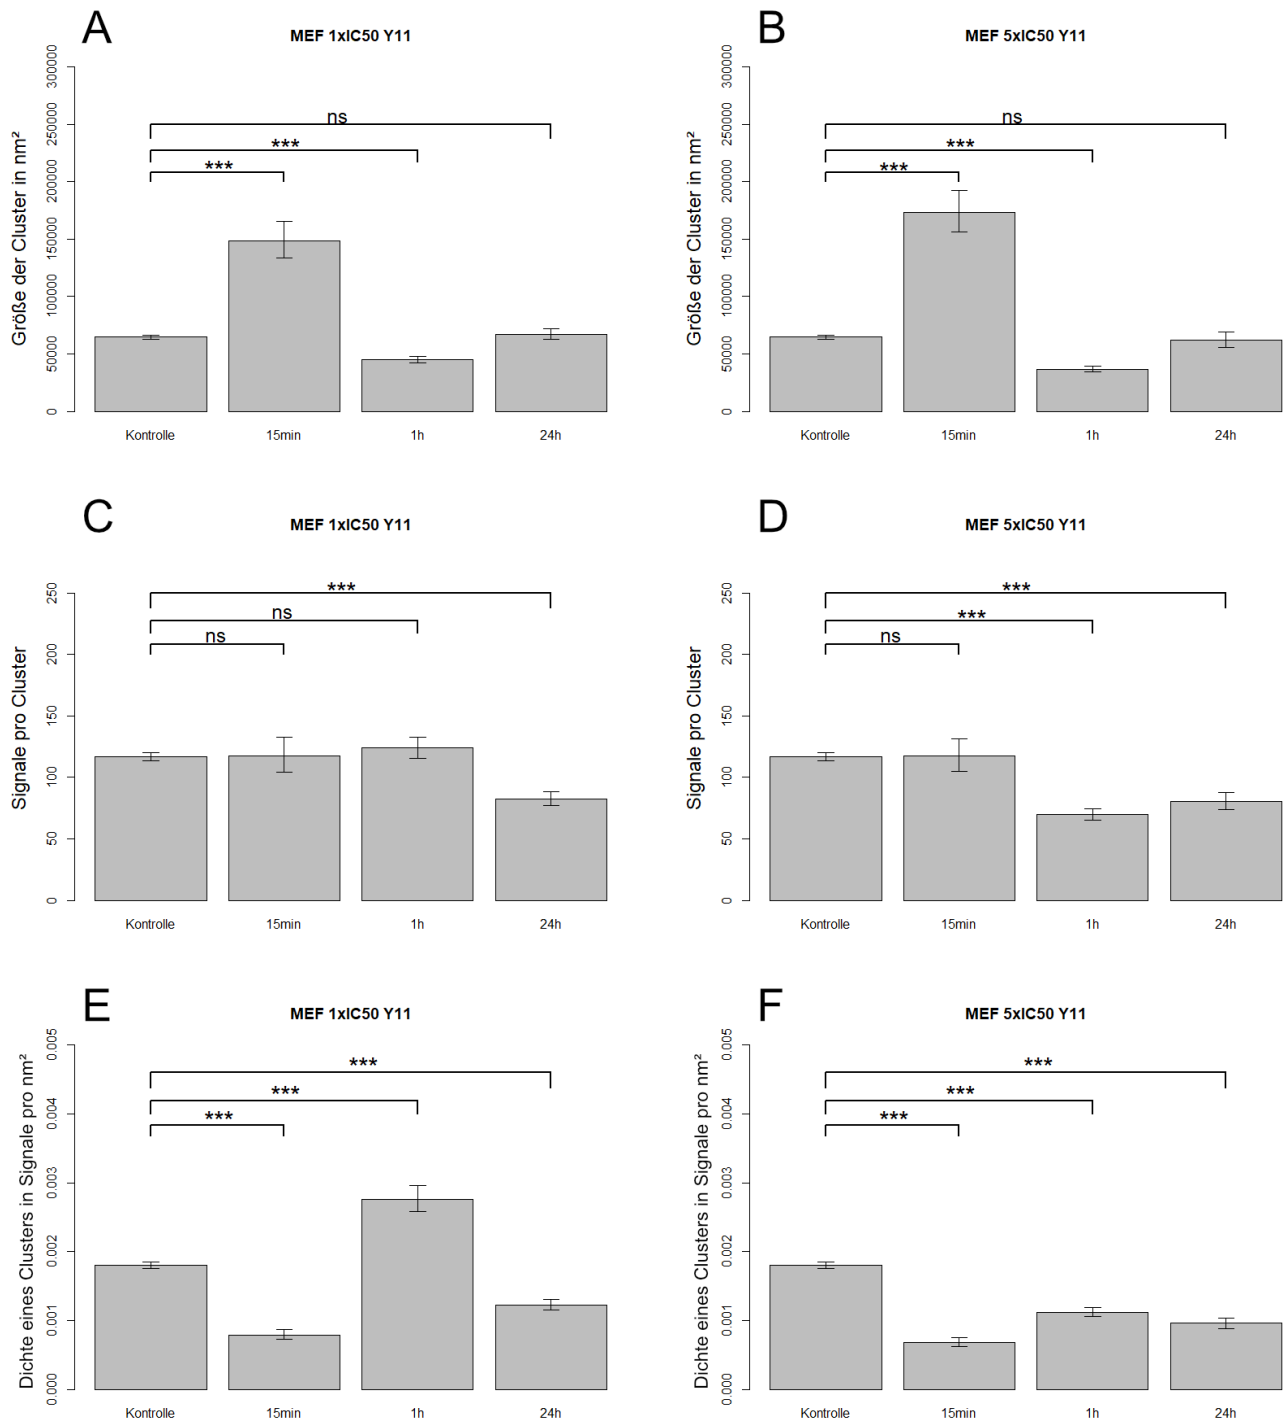 A
MEF 1xIC50 Y11
Größe der Cluster in nm²
300000
250000
200000
150000
100000
50000
0
ns
***
***
Kontrolle 15min 1h 24h
B
MEF 5xIC50 Y11
Größe der Cluster in nm²
300000
250000
200000
150000
100000
50000
0
ns
***
***
Kontrolle 15min 1h 24h
C
MEF 1xIC50 Y11
Signale pro Cluster
250
200
150
100
50
0
***
ns
ns
Kontrolle 15min 1h 24h
D
MEF 5xIC50 Y11
Signale pro Cluster
250
200
150
100
50
0
***
***
ns
Kontrolle 15min 1h 24h
E
MEF 1xIC50 Y11
Dichte eines Clusters in Signale pro nm²
0.005
0.004
0.003
0.002
0.001
0.000
***
***
***
Kontrolle 15min 1h 24h
F
MEF 5xIC50 Y11
Dichte eines Clusters in Signale pro nm²
0.005
0.004
0.003
0.002
0.001
0.000
***
***
***
Kontrolle 15min 1h 24h